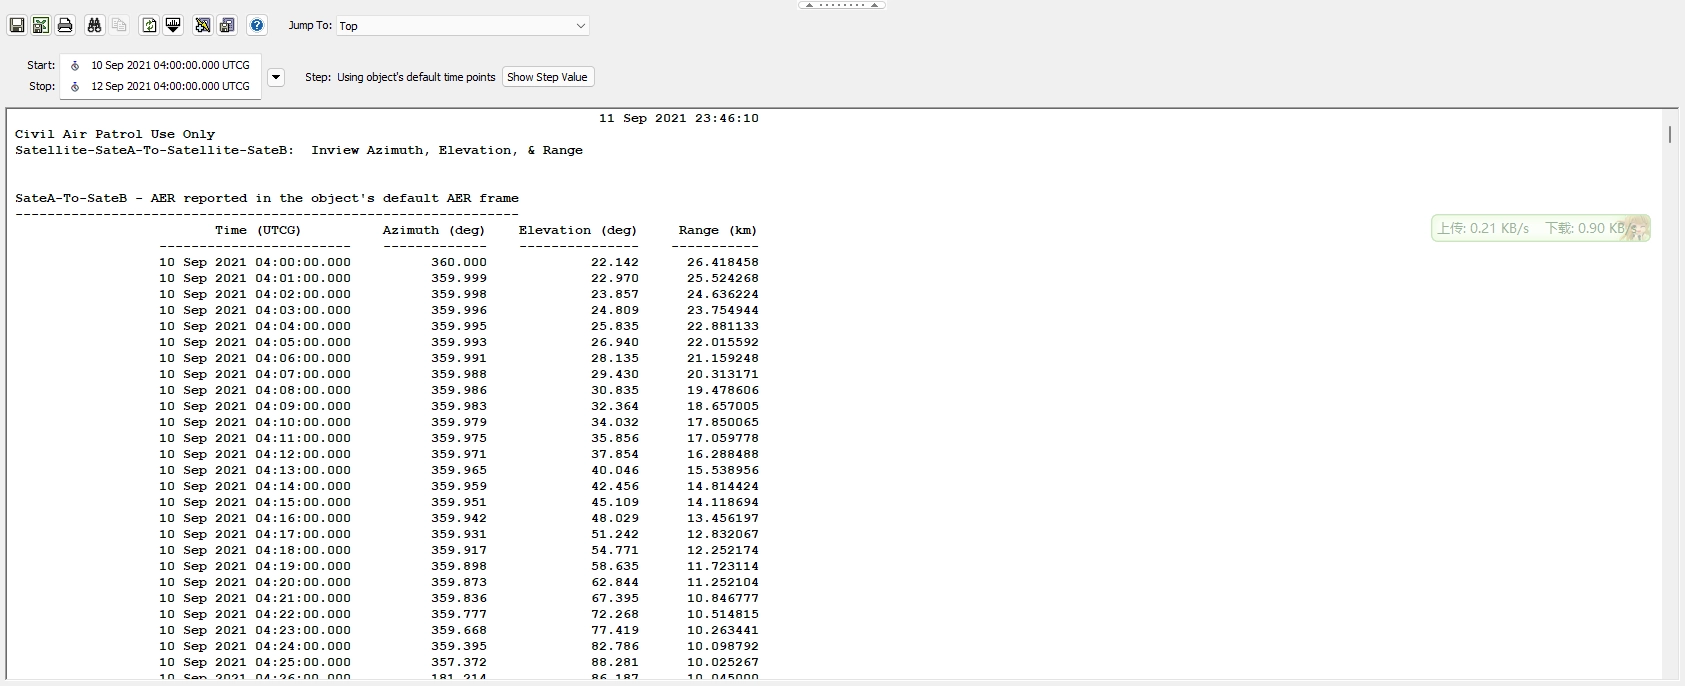 Jump To: Top
Start: 10 Sep 2021 04:00:00.000 UTCG
Stop: 12 Sep 2021 04:00:00.000 UTCG
Step: Using object's default time points Show Step Value
11 Sep 2021 23:46:10
Civil Air Patrol Use Only
Satellite-SateA-To-Satellite-SateB: Inview Azimuth, Elevation, & Range
SateA-To-SateB - AER reported in the object's default AER frame
---------------------------------------------------------------
Time (UTCG) Azimuth (deg) Elevation (deg) Range (km)
------------------------ ------------- --------------- -----------
10 Sep 2021 04:00:00.000 360.000 22.142 26.418458
10 Sep 2021 04:01:00.000 359.999 22.970 25.524268
10 Sep 2021 04:02:00.000 359.998 23.857 24.636224
10 Sep 2021 04:03:00.000 359.996 24.809 23.754944
10 Sep 2021 04:04:00.000 359.995 25.835 22.881133
10 Sep 2021 04:05:00.000 359.993 26.940 22.015592
10 Sep 2021 04:06:00.000 359.991 28.135 21.159248
10 Sep 2021 04:07:00.000 359.988 29.430 20.313171
10 Sep 2021 04:08:00.000 359.986 30.835 19.478606
10 Sep 2021 04:09:00.000 359.983 32.364 18.657005
10 Sep 2021 04:10:00.000 359.979 34.032 17.850065
10 Sep 2021 04:11:00.000 359.975 35.856 17.059778
10 Sep 2021 04:12:00.000 359.971 37.854 16.288488
10 Sep 2021 04:13:00.000 359.965 40.046 15.538956
10 Sep 2021 04:14:00.000 359.959 42.456 14.814424
10 Sep 2021 04:15:00.000 359.951 45.109 14.118694
10 Sep 2021 04:16:00.000 359.942 48.029 13.456197
10 Sep 2021 04:17:00.000 359.931 51.242 12.832067
10 Sep 2021 04:18:00.000 359.917 54.771 12.252174
10 Sep 2021 04:19:00.000 359.898 58.635 11.723114
10 Sep 2021 04:20:00.000 359.873 62.844 11.252104
10 Sep 2021 04:21:00.000 359.836 67.395 10.846777
10 Sep 2021 04:22:00.000 359.777 72.268 10.514815
10 Sep 2021 04:23:00.000 359.668 77.419 10.263441
10 Sep 2021 04:24:00.000 359.395 82.786 10.098792
10 Sep 2021 04:25:00.000 357.372 88.281 10.025267
10 Sep 2021 04:26:00.000 181.214 86.187 10.045000
上传: 0.21 KB/s 下载: 0.90 KB/s